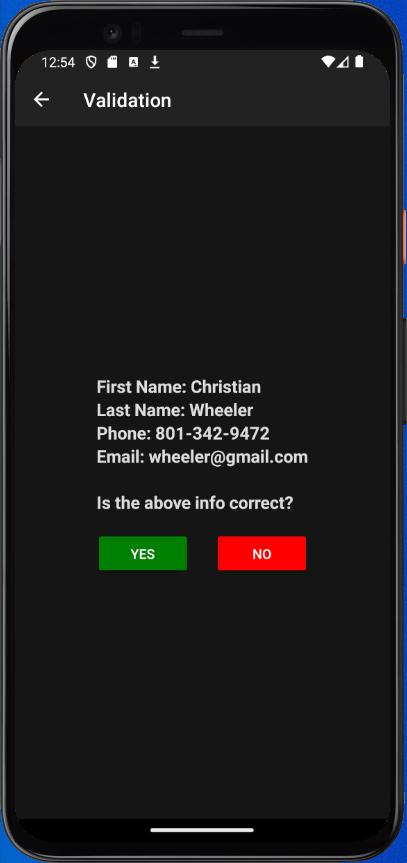 12:54
Validation
First Name: Christian
Last Name: Wheeler
Phone: 801-342-9472
Email: wheeler@gmail.com
Is the above info correct?
YES NO